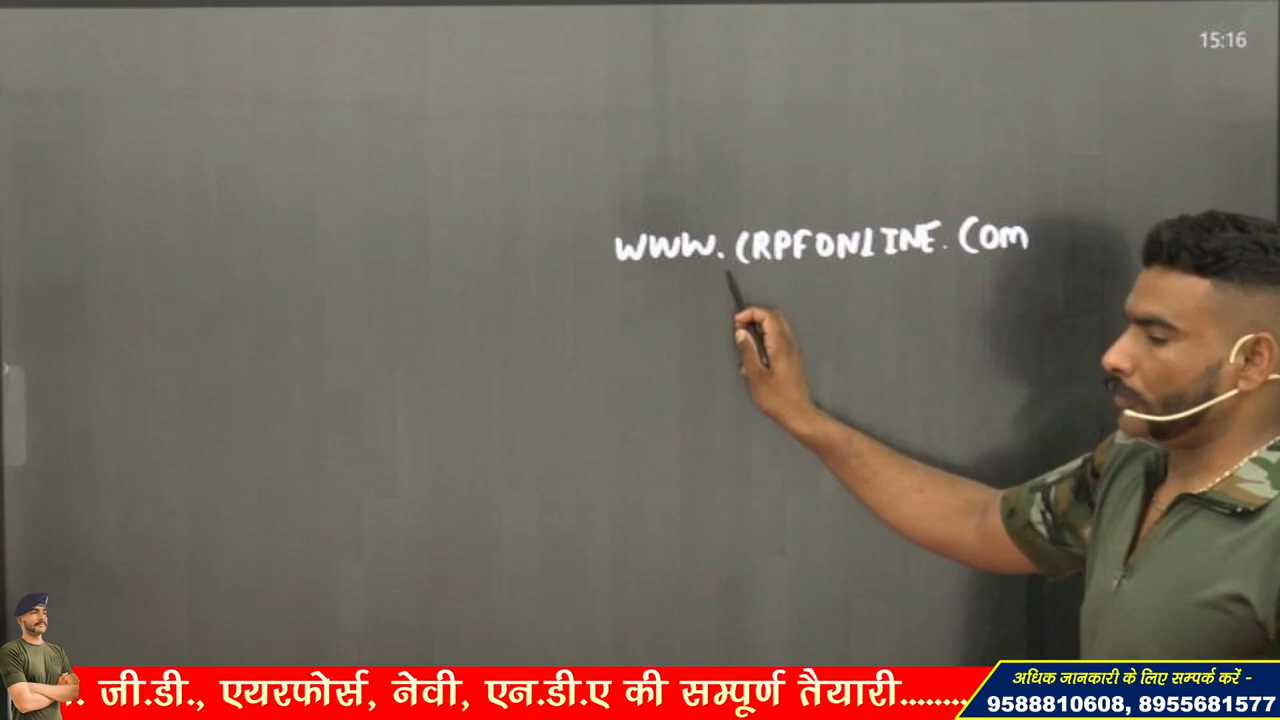 15:16
WWW. CRPFONLINE. COM
.. जी.डी., एयरफोर्स, नेवी, एन.डी.ए की सम्पूर्ण तैयारी........
अधिक जानकारी के लिए सम्पर्क करें -
9588810608, 8955681577